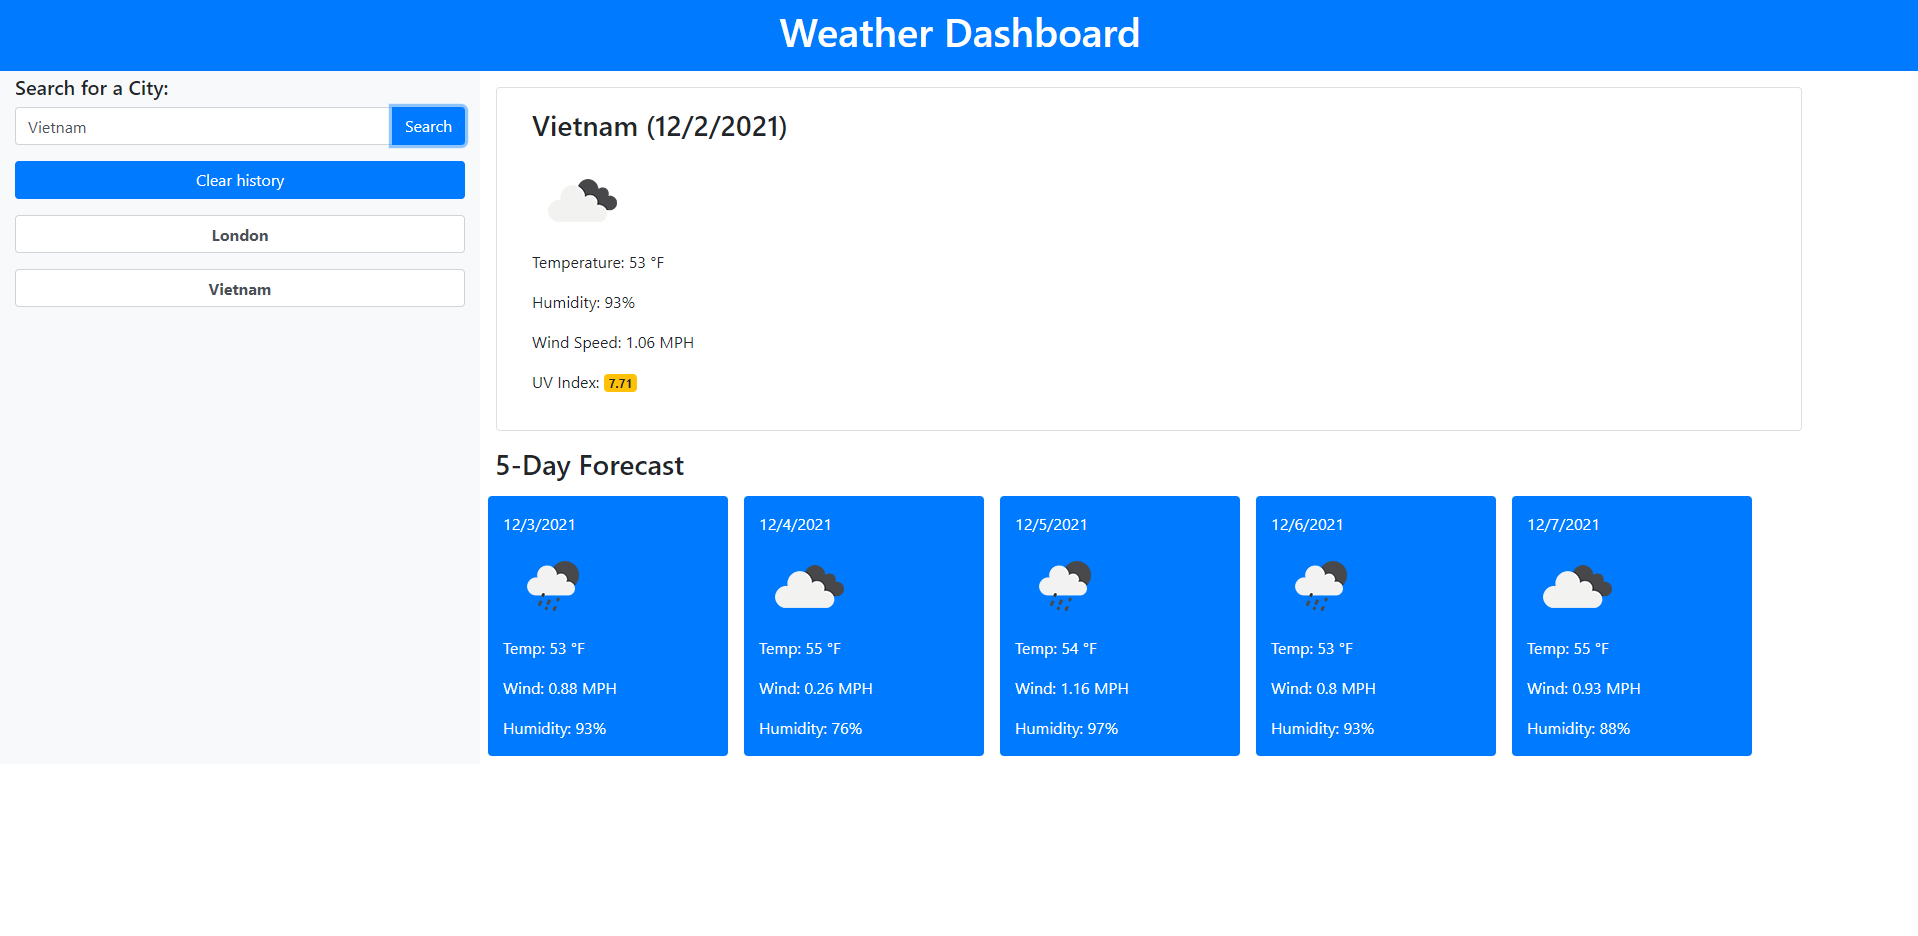 Weather Dashboard
Search for a City:
Vietnam
Search
Clear history
London
Vietnam
Vietnam (12/2/2021)
Temperature: 53 °F
Humidity: 93%
Wind Speed: 1.06 MPH
UV Index: 7.71
5-Day Forecast
12/3/2021
Temp: 53 °F
Wind: 0.88 MPH
Humidity: 93%
12/4/2021
Temp: 55 °F
Wind: 0.26 MPH
Humidity: 76%
12/5/2021
Temp: 54 °F
Wind: 1.16 MPH
Humidity: 97%
12/6/2021
Temp: 53 °F
Wind: 0.8 MPH
Humidity: 93%
12/7/2021
Temp: 55 °F
Wind: 0.93 MPH
Humidity: 88%